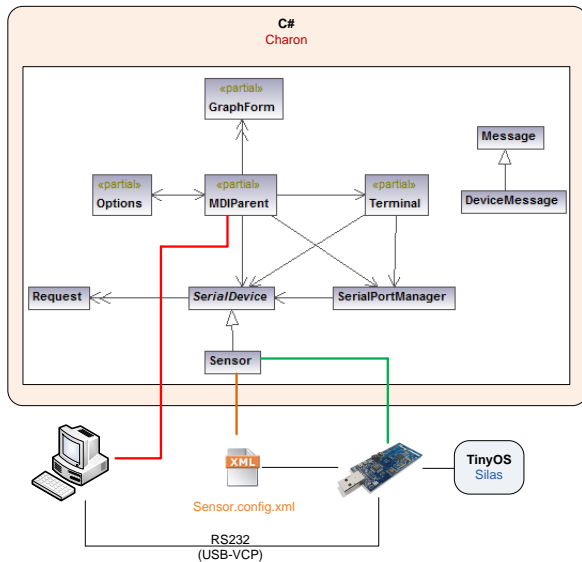 C#
Charon
«partial»
GraphForm
Message
«partial»
Options
«partial»
MDIParent
«partial»
Terminal
DeviceMessage
Request
SerialDevice
SerialPortManager
Sensor
XML
TinyOS
Silas
Sensor.config.xml
RS232
(USB-VCP)